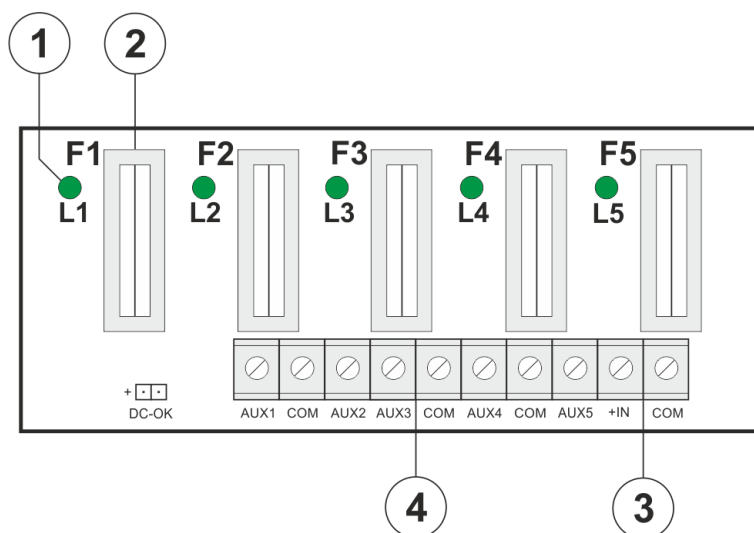 1 2
F1 F2 F3 F4 F5
L1 L2 L3 L4 L5
+
DC-OK AUX1 COM AUX2 AUX3 COM AUX4 COM AUX5 +IN COM
4 3